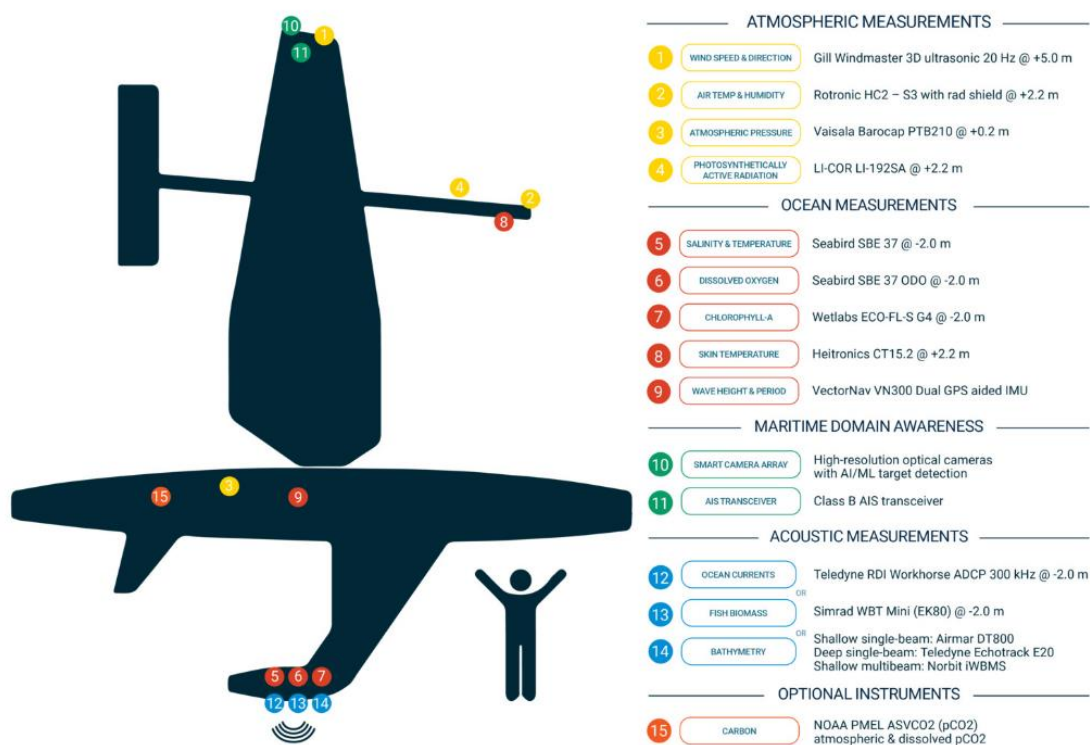 10
1
11
4
2
8
15
3
9
5 6 7
12 13 14
ATMOSPHERIC MEASUREMENTS
1 WIND SPEED & DIRECTION Gill Windmaster 3D ultrasonic 20 Hz @ +5.0 m
2 AIR TEMP & HUMIDITY Rotronic HC2 – S3 with rad shield @ +2.2 m
3 ATMOSPHERIC PRESSURE Vaisala Barocap PTB210 @ +0.2 m
4 PHOTOSYNTHETICALLY
ACTIVE RADIATION LI-COR LI-192SA @ +2.2 m
OCEAN MEASUREMENTS
5 SALINITY & TEMPERATURE Seabird SBE 37 @ -2.0 m
6 DISSOLVED OXYGEN Seabird SBE 37 ODO @ -2.0 m
7 CHLOROPHYLL-A Wetlabs ECO-FL-S G4 @ -2.0 m
8 SKIN TEMPERATURE Heitronics CT15.2 @ +2.2 m
9 WAVE HEIGHT & PERIOD VectorNav VN300 Dual GPS aided IMU
MARITIME DOMAIN AWARENESS
10 SMART CAMERA ARRAY High-resolution optical cameras
with AI/ML target detection
11 AIS TRANSCEIVER Class B AIS transceiver
ACOUSTIC MEASUREMENTS
12 OCEAN CURRENTS Teledyne RDI Workhorse ADCP 300 kHz @ -2.0 m
OR
13 FISH BIOMASS Simrad WBT Mini (EK80) @ -2.0 m
OR
14 BATHYMETRY Shallow single-beam: Airmar DT800
Deep single-beam: Teledyne Echotrack E20
Shallow multibeam: Norbit iWBMS
OPTIONAL INSTRUMENTS
15 CARBON NOAA PMEL ASVCO2 (pCO2)
atmospheric & dissolved pCO2